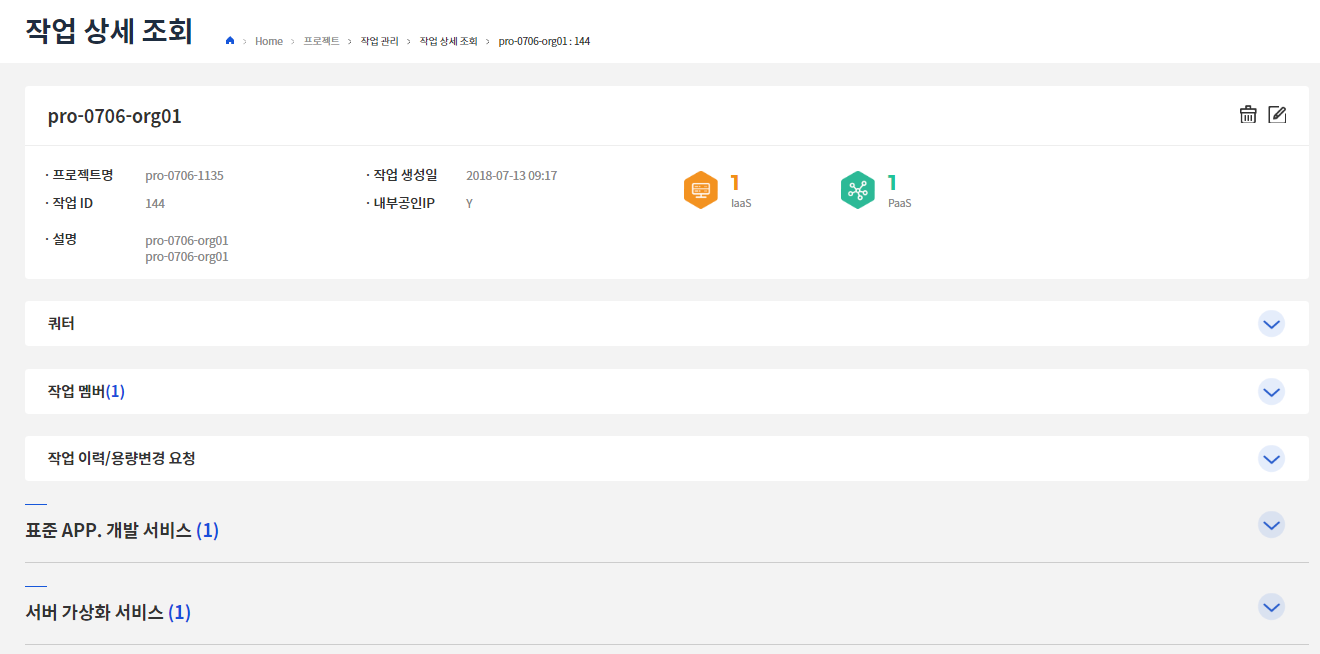 작업 상세 조회
Home > 프로젝트 > 작업 관리 > 작업 상세 조회 > pro-0706-org01 : 144
pro-0706-org01
· 프로젝트명 pro-0706-1135 · 작업 생성일 2018-07-13 09:17
· 작업 ID 144 · 내부공인IP Y
1 IaaS
1 PaaS
· 설명 pro-0706-org01
pro-0706-org01
쿼터
작업 멤버(1)
작업 이력/용량변경 요청
표준 APP. 개발 서비스 (1)
서버 가상화 서비스 (1)